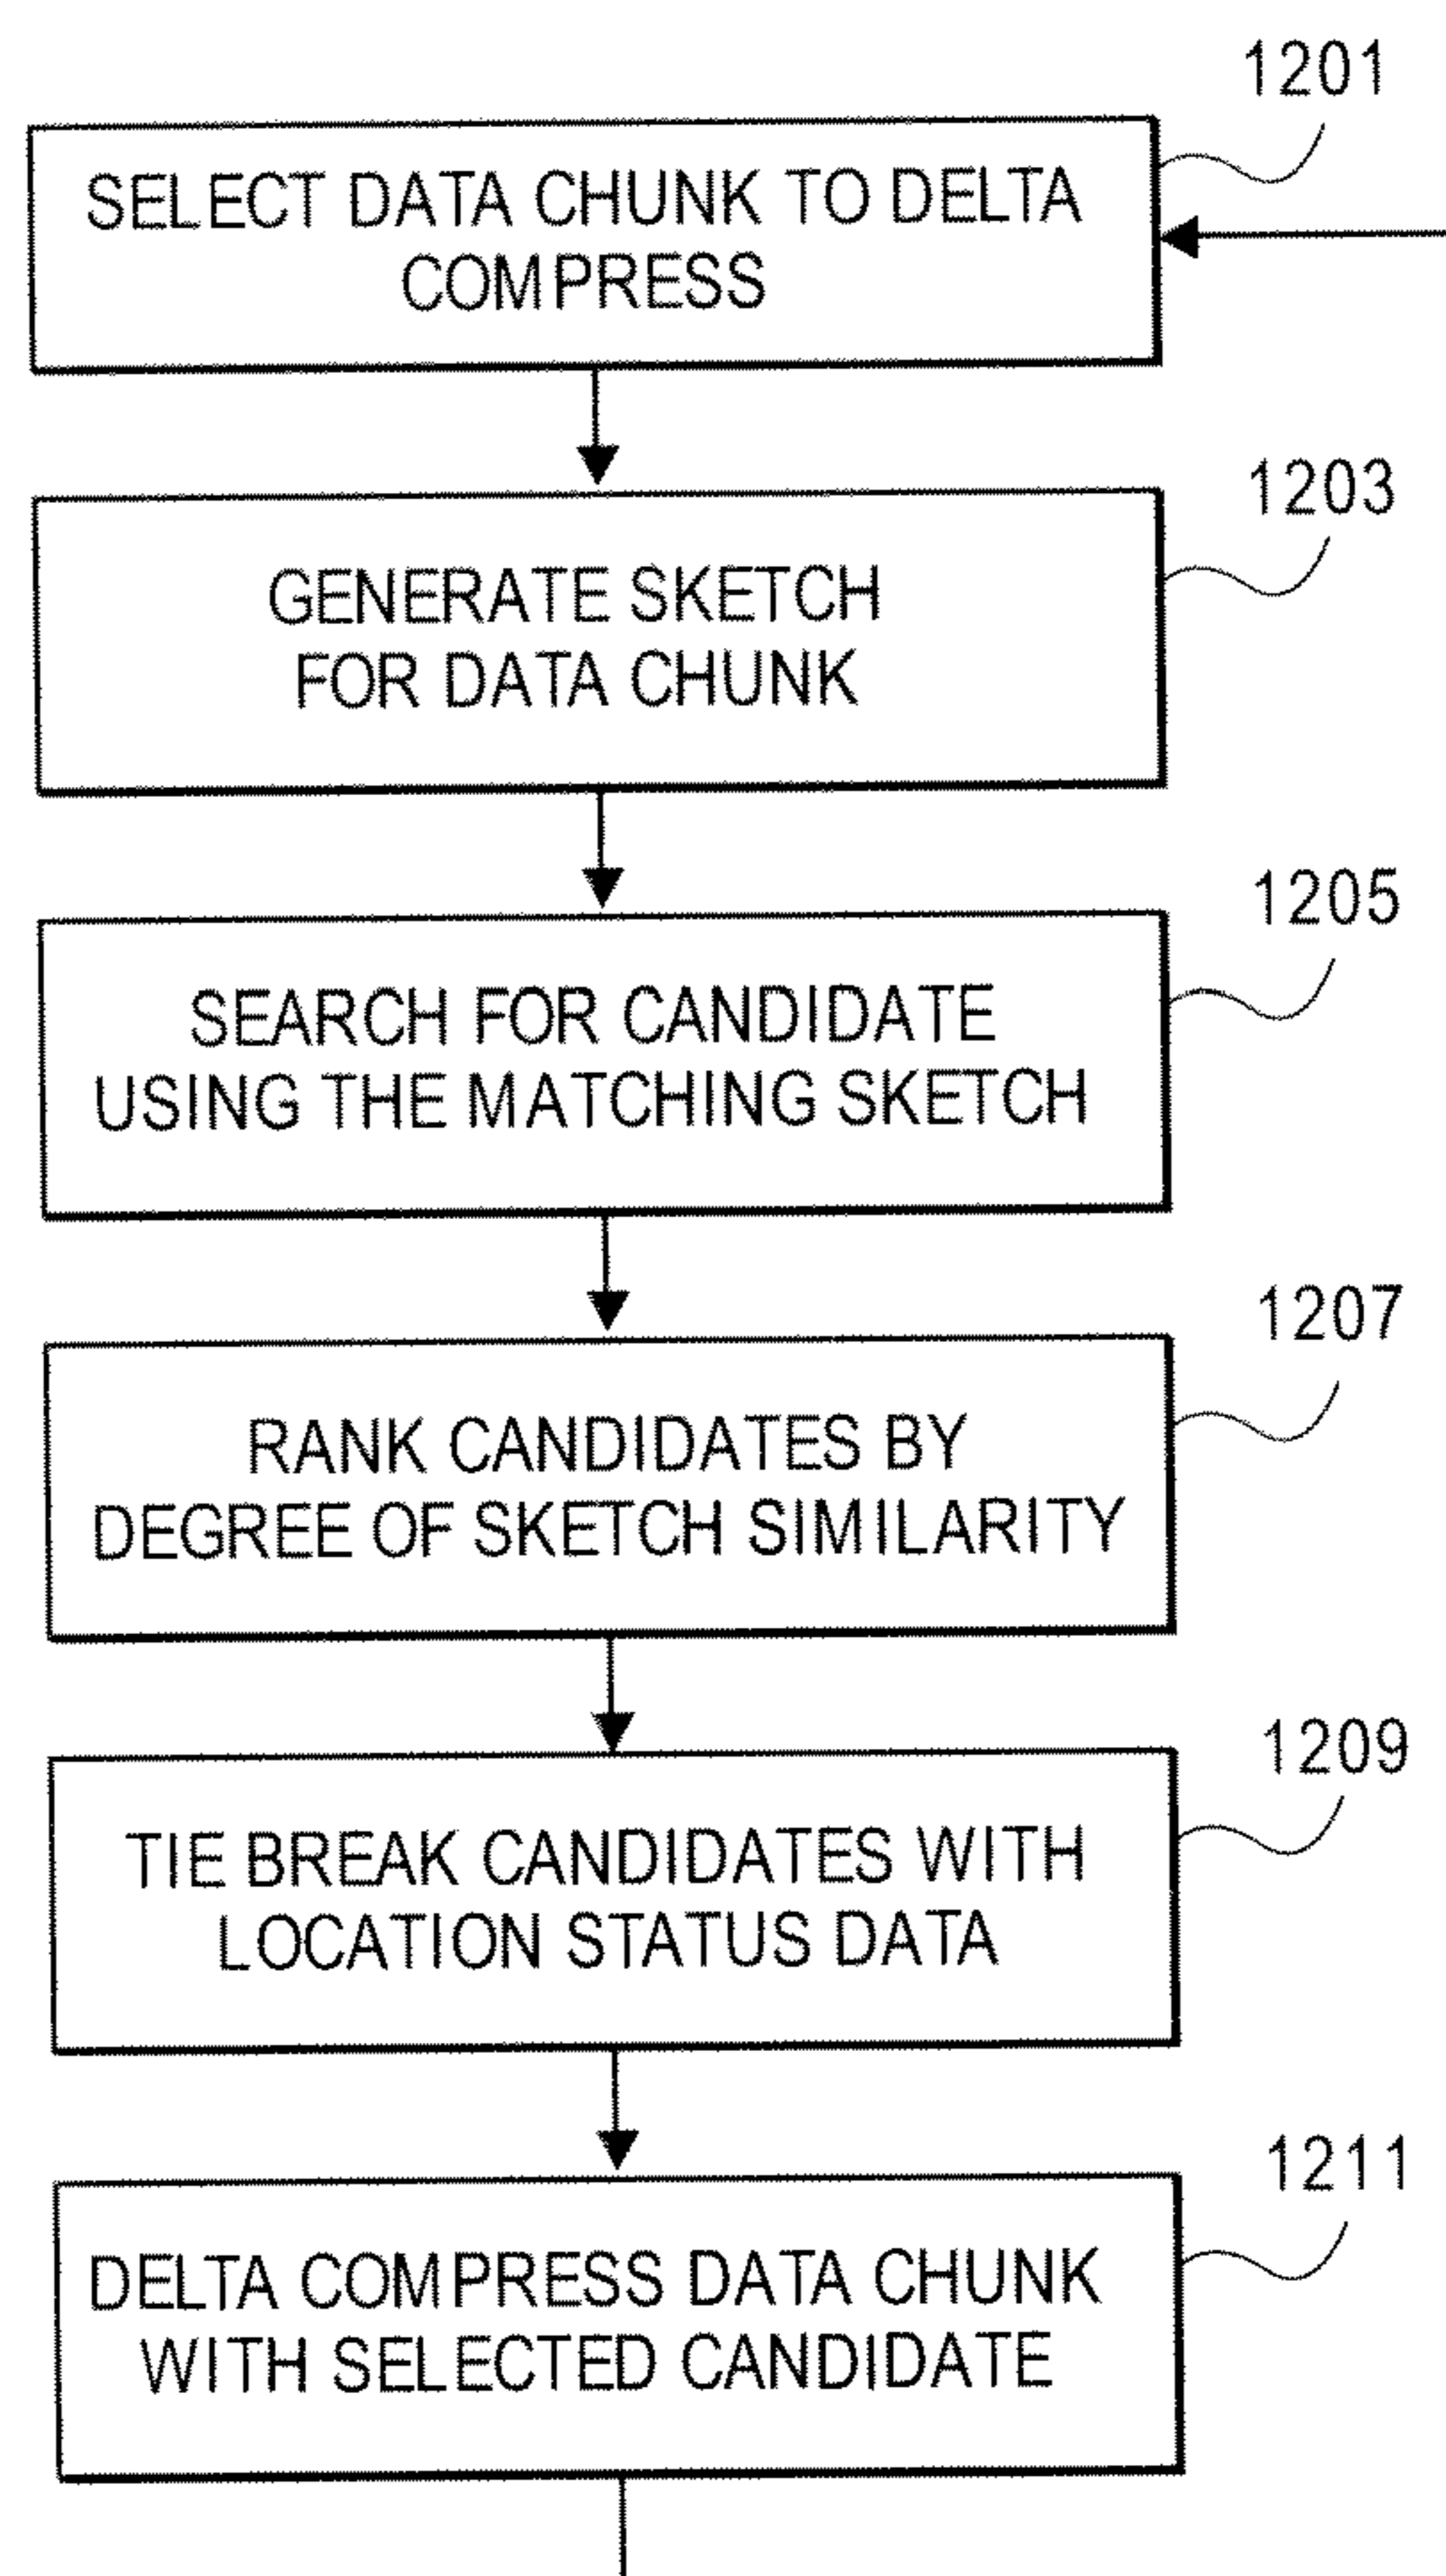 1201
SELECT DATA CHUNK TO DELTA
COMPRESS
1203
GENERATE SKETCH
FOR DATA CHUNK
1205
SEARCH FOR CANDIDATE
USING THE MATCHING SKETCH
1207
RANK CANDIDATES BY
DEGREE OF SKETCH SIMILARITY
1209
TIE BREAK CANDIDATES WITH
LOCATION STATUS DATA
1211
DELTA COMPRESS DATA CHUNK
WITH SELECTED CANDIDATE